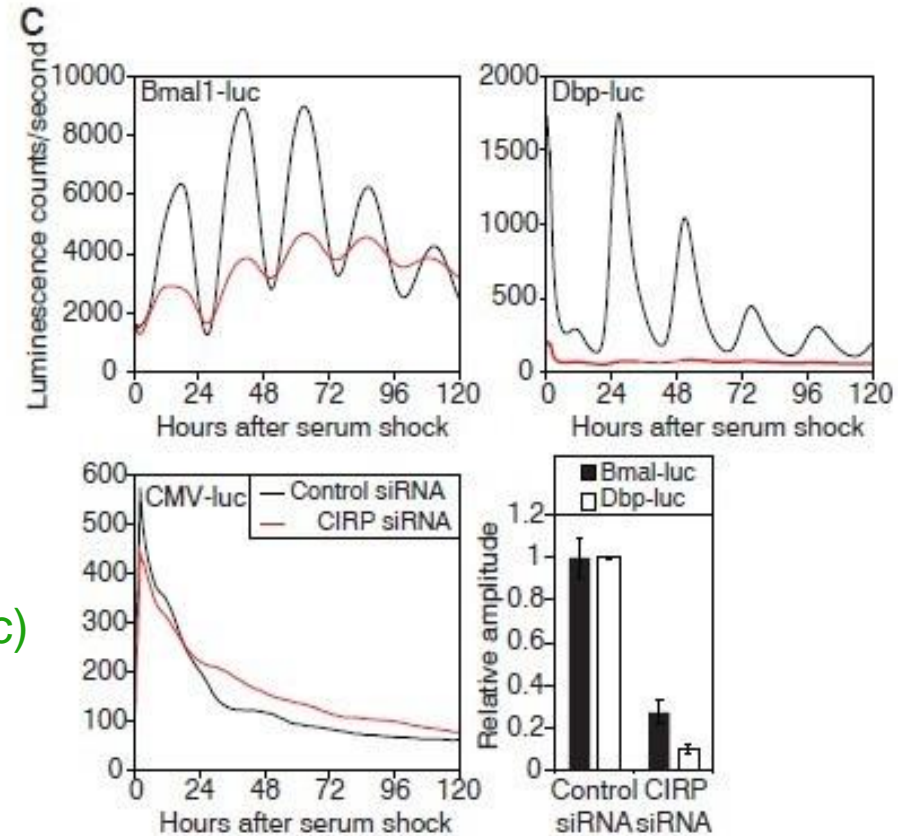 C
Luminescence counts/second
10000
8000
6000
4000
2000
0
Bmal1-luc
0 24 48 72 96 120
Hours after serum shock
2000
1500
1000
500
0
Dbp-luc
0 24 48 72 96 120
Hours after serum shock
600
500
400
300
200
100
0
CMV-luc
Control siRNA
CIRP siRNA
0 24 48 72 96 120
Hours after serum shock
c)
Bmal-luc
Dbp-luc
Relative amplitude
1.2
1
0.8
0.6
0.4
0.2
0
Control CIRP
siRNA siRNA